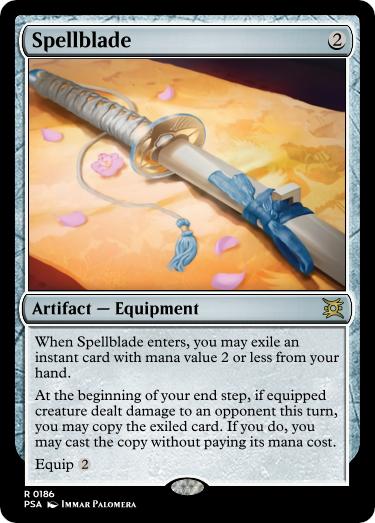 Spellblade 2
Artifact — Equipment
When Spellblade enters, you may exile an
instant card with mana value 2 or less from your
hand.
At the beginning of your end step, if equipped
creature dealt damage to an opponent this turn,
you may copy the exiled card. If you do, you
may cast the copy without paying its mana cost.
Equip 2
R 0186
PSA Immar Palomera